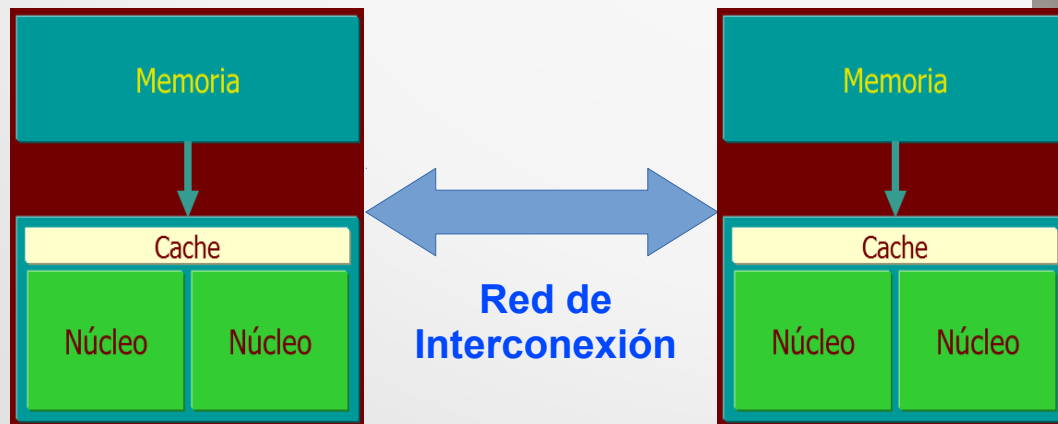 Memoria
Cache
Núcleo Núcleo
Red de
Interconexión
Memoria
Cache
Núcleo Núcleo